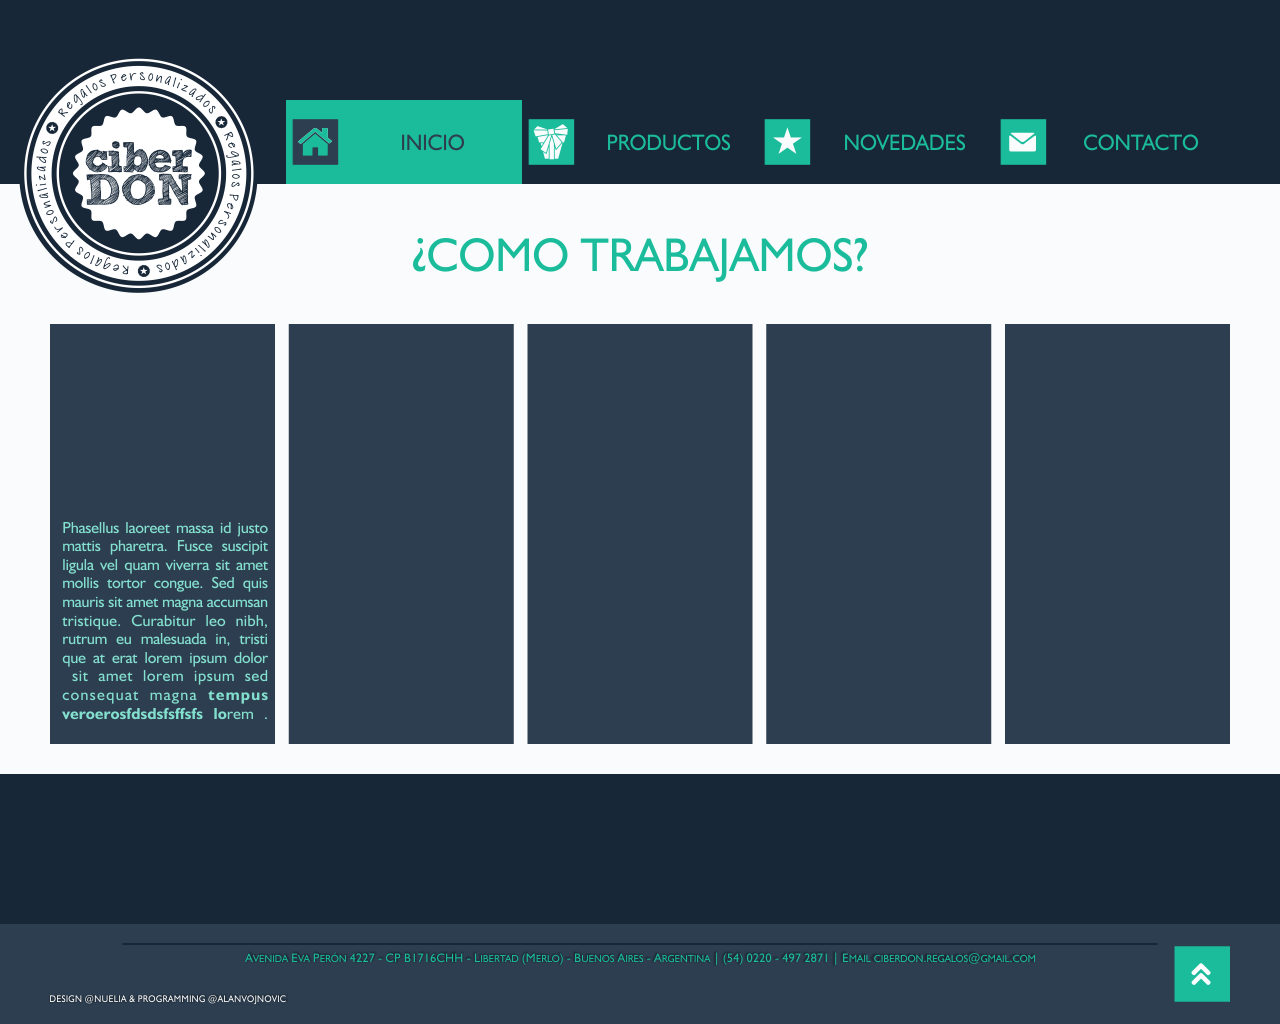 Regalos Personalizados
Regalos Personalizados
Regalos Personalizados
ciber
DON
INICIO
PRODUCTOS
NOVEDADES
CONTACTO
¿COMO TRABAJAMOS?
Phasellus laoreet massa id justo
mattis pharetra. Fusce suscipit
ligula vel quam viverra sit amet
mollis tortor congue. Sed quis
mauris sit amet magna accumsan
tristique. Curabitur leo nibh,
rutrum eu malesuada in, tristi
que at erat lorem ipsum dolor
sit amet lorem ipsum sed
consequat magna tempus
veroerosfdsdsfsffsfs lorem .
Avenida Eva Perón 4227 - CP B1716CHH - Libertad (Merlo) - Buenos Aires - Argentina | (54) 0220 - 497 2871 | Email ciberdon.regalos@gmail.com
DESIGN @NUELIA & PROGRAMMING @ALANVOJNOVIC